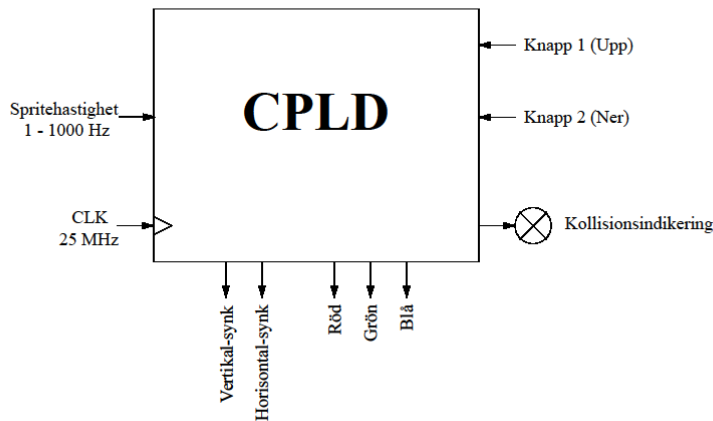 Knapp 1 (Upp)
CPLD
Spritehastighet
1 - 1000 Hz
Knapp 2 (Ner)
CLK
25 MHz
Kollisionsindikering
Vertikal-synk
Horisontal-synk
Röd
Grön
Blå